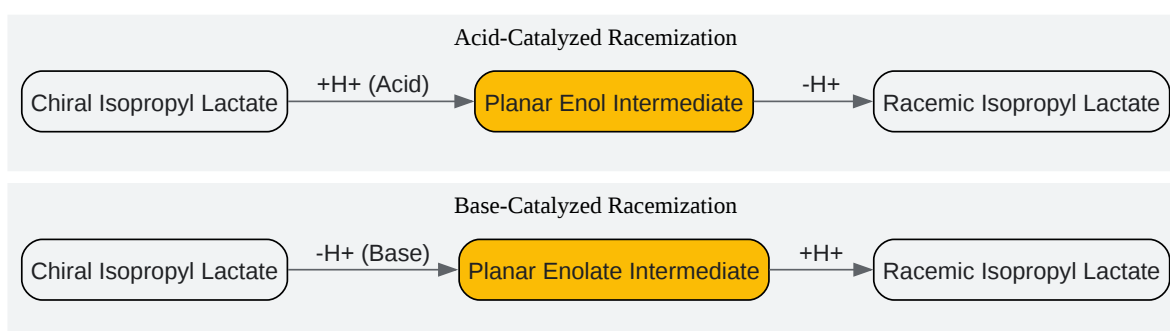 Acid-Catalyzed Racemization
Chiral Isopropyl Lactate
+H+ (Acid)
Planar Enol Intermediate
-H+
Racemic Isopropyl Lactate
Base-Catalyzed Racemization
Chiral Isopropyl Lactate
-H+ (Base)
Planar Enolate Intermediate
+H+
Racemic Isopropyl Lactate